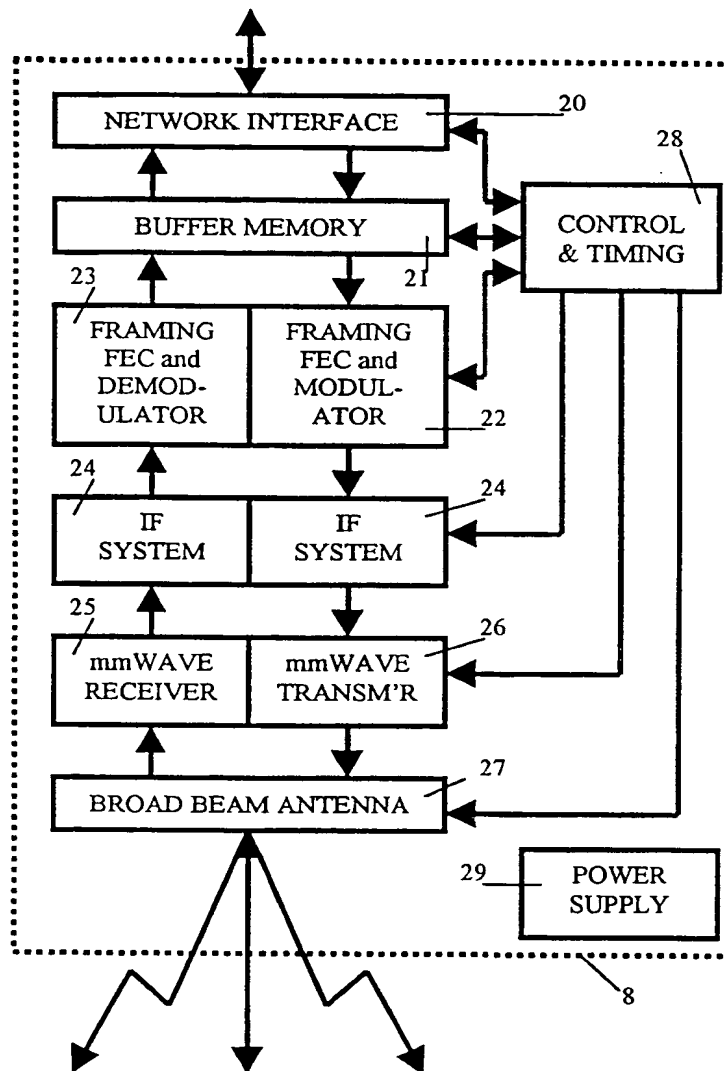 NETWORK INTERFACE
20
28
BUFFER MEMORY
21
CONTROL
& TIMING
23
FRAMING
FEC and
DEMOD-
ULATOR
FRAMING
FEC and
MODUL-
ATOR
22
24
IF
SYSTEM
24
IF
SYSTEM
25
mmWAVE
RECEIVER
26
mmWAVE
TRANSM'R
27
BROAD BEAM ANTENNA
29
POWER
SUPPLY
8